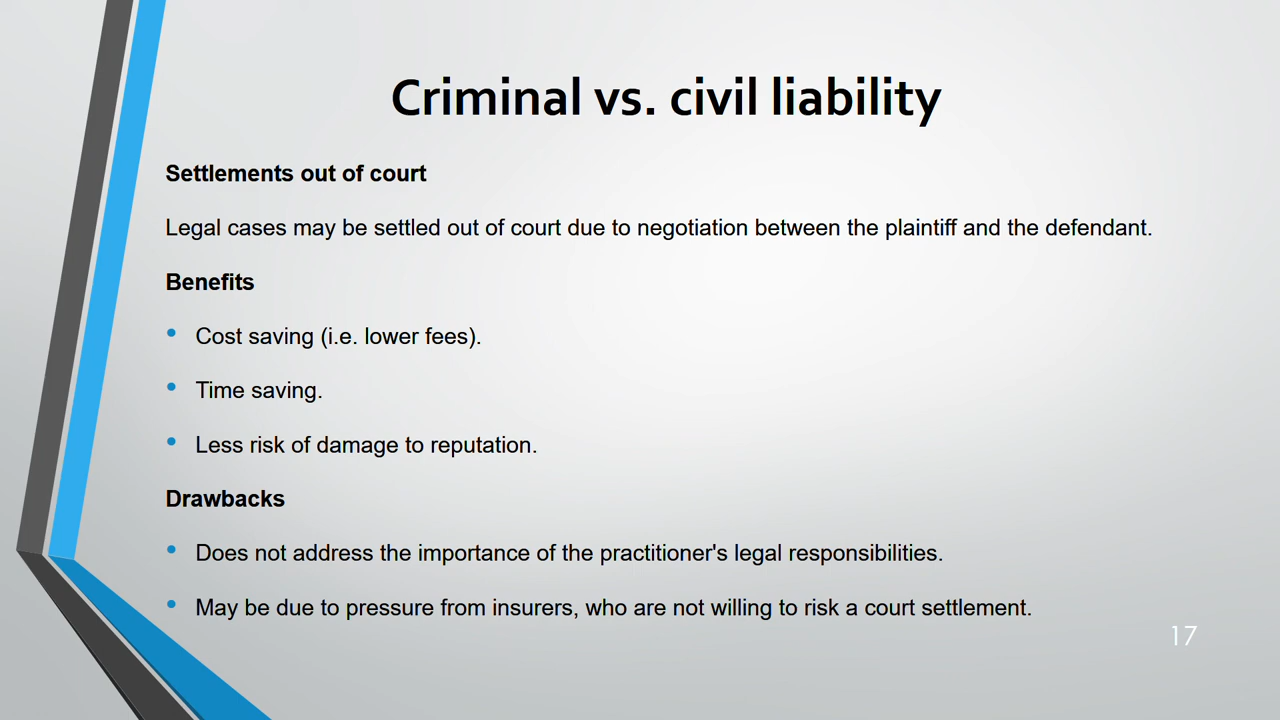 Criminal vs. civil liability
Settlements out of court
Legal cases may be settled out of court due to negotiation between the plaintiff and the defendant.
Benefits
• Cost saving (i.e. lower fees).
• Time saving.
• Less risk of damage to reputation.
Drawbacks
• Does not address the importance of the practitioner's legal responsibilities.
• May be due to pressure from insurers, who are not willing to risk a court settlement.
17